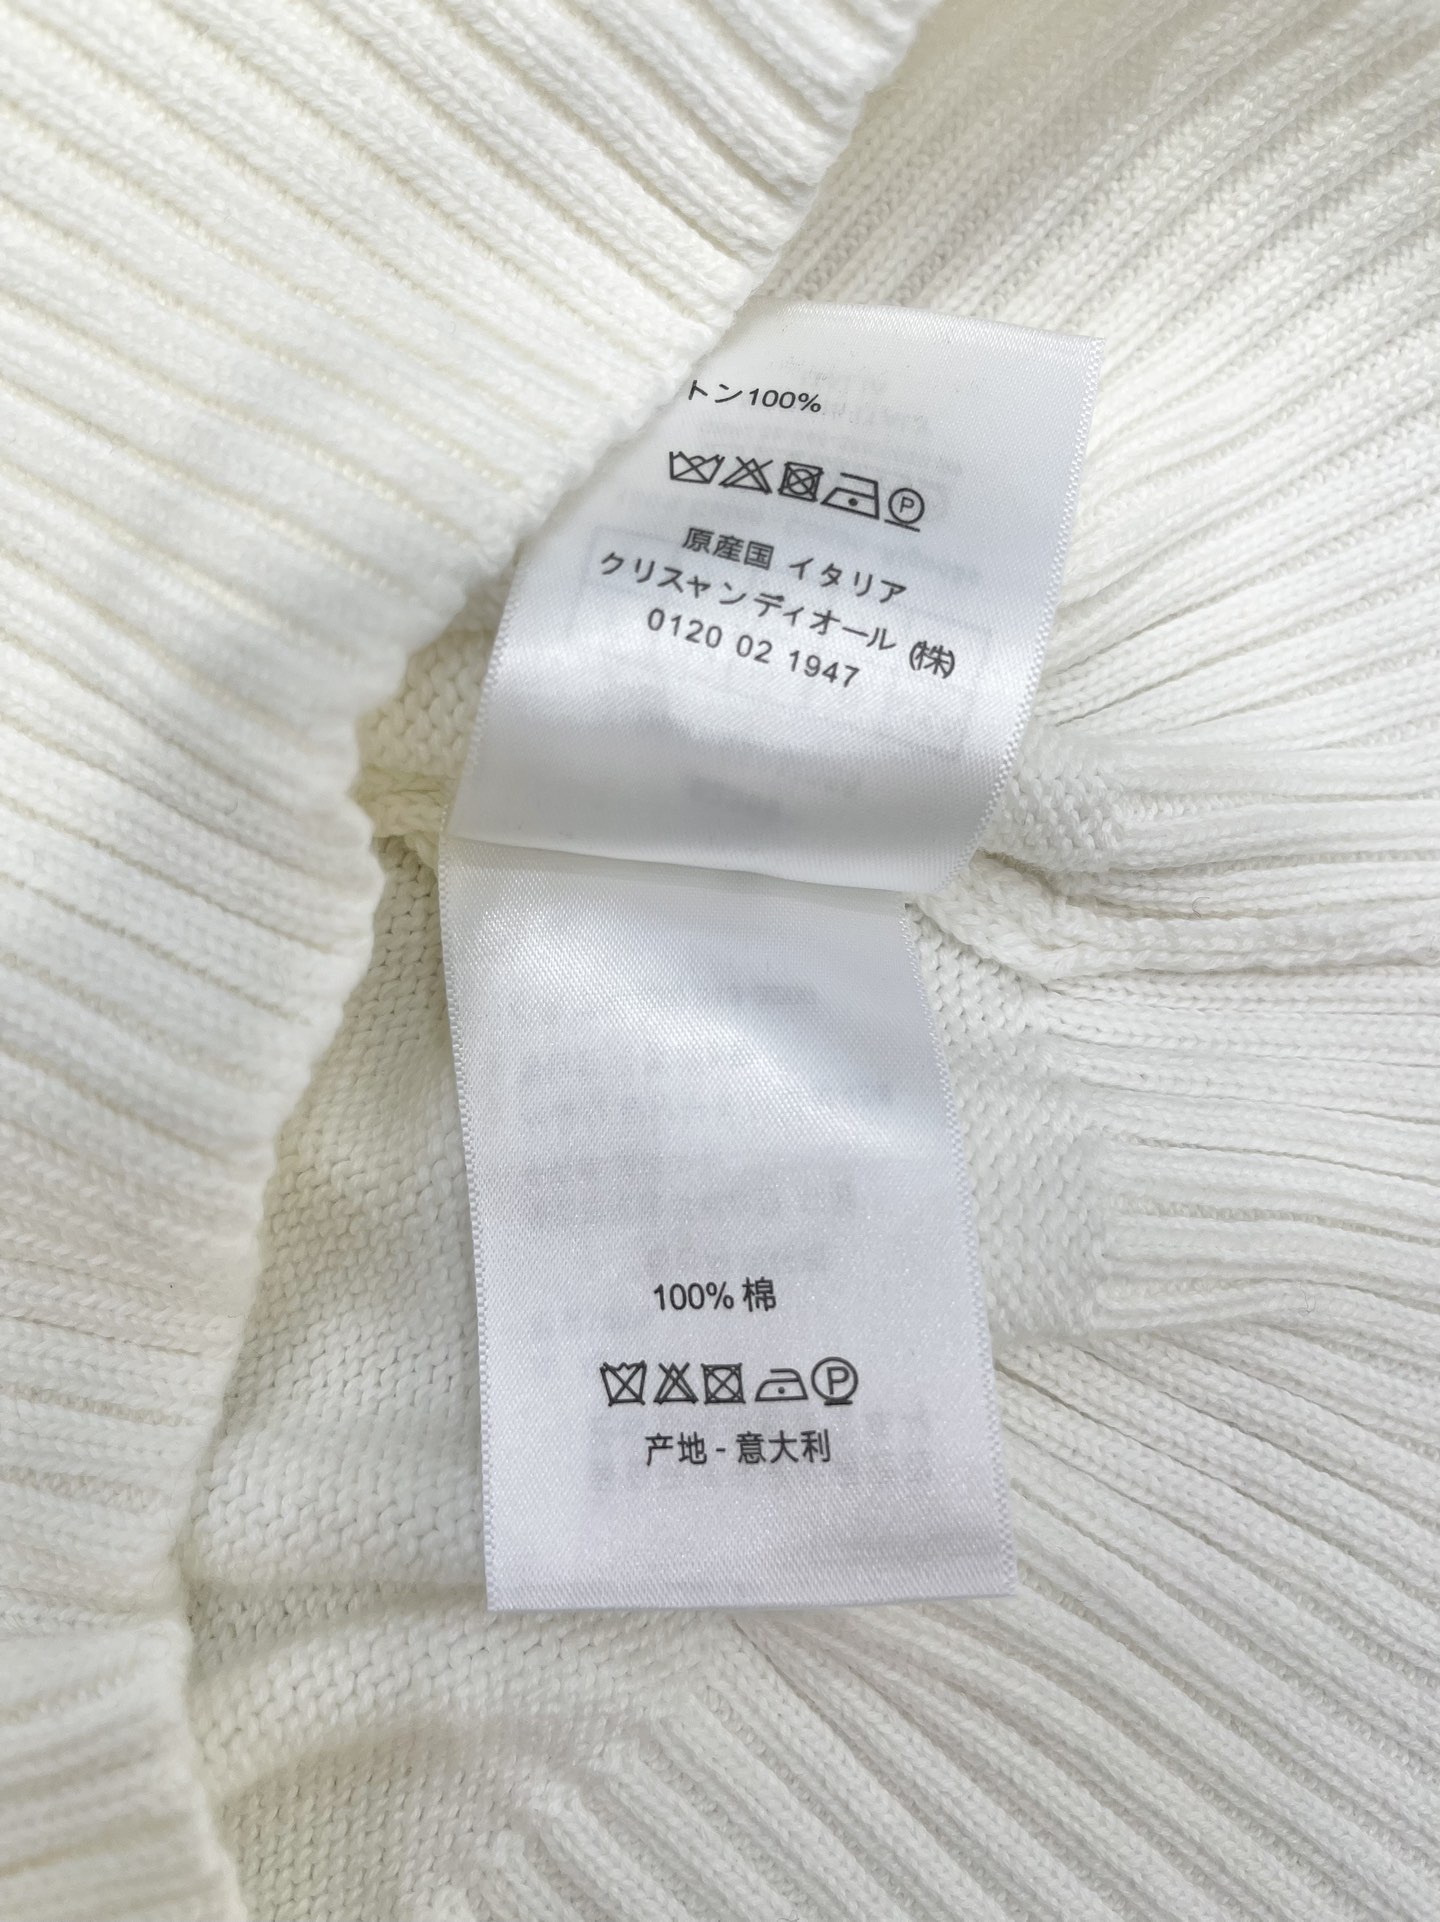 トン100%
P
原産国 イタリア
クリスャンディオール (株)
0120 02 1947
100% 棉
P
产地 - 意大利